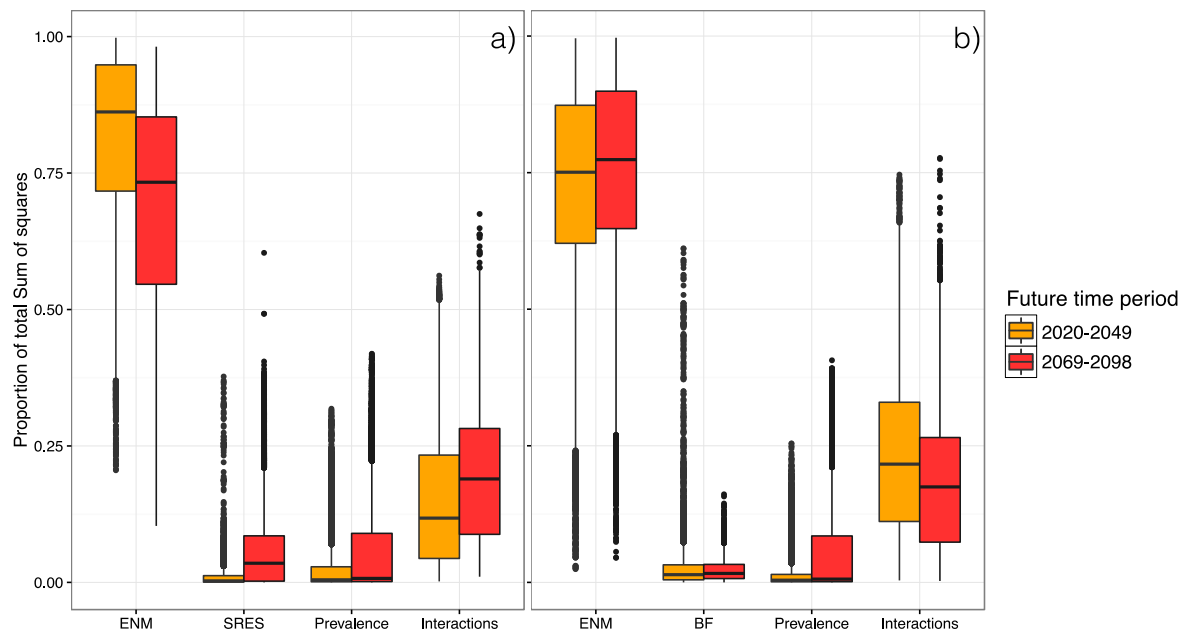 a)
b)
Proportion of total Sum of squares
1.00
0.75
0.50
0.25
0.00
ENM SRES Prevalence Interactions
ENM BF Prevalence Interactions
Future time period
2020-2049
2069-2098